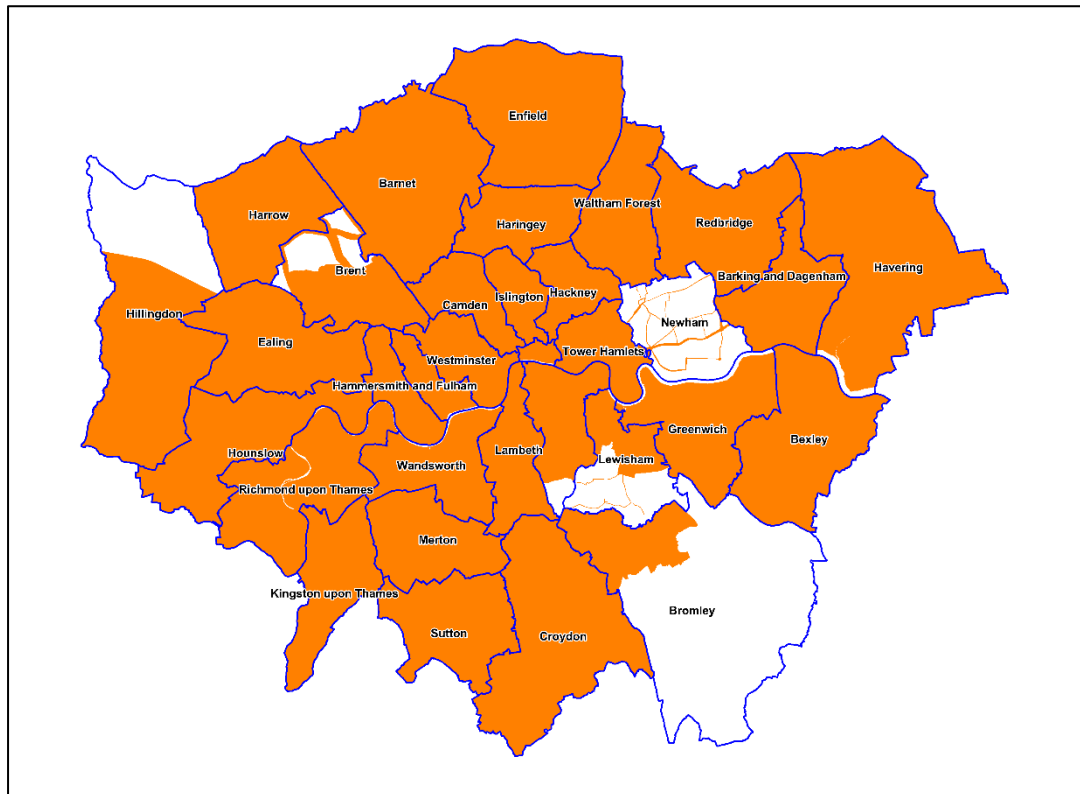 Enfield
Barnet
Harrow
Haringey
Waltham Forest
Redbridge
Havering
Brent
Barking and Dagenham
Hillingdon
Camden
Islington
Hackney
Newham
Ealing
Westminster
Tower Hamlets
Hammersmith and Fulham
Greenwich
Bexley
Hounslow
Lambeth
Lewisham
Wandsworth
Richmond upon Thames
Merton
Kingston upon Thames
Bromley
Sutton
Croydon